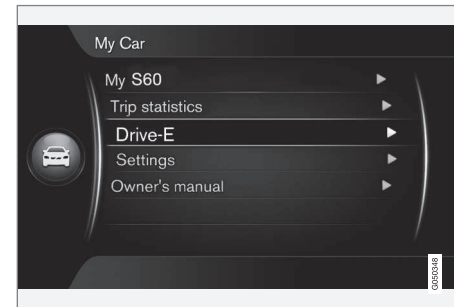 My Car
My S60
Trip statistics
Drive-E
Settings
Owner's manual
G050348